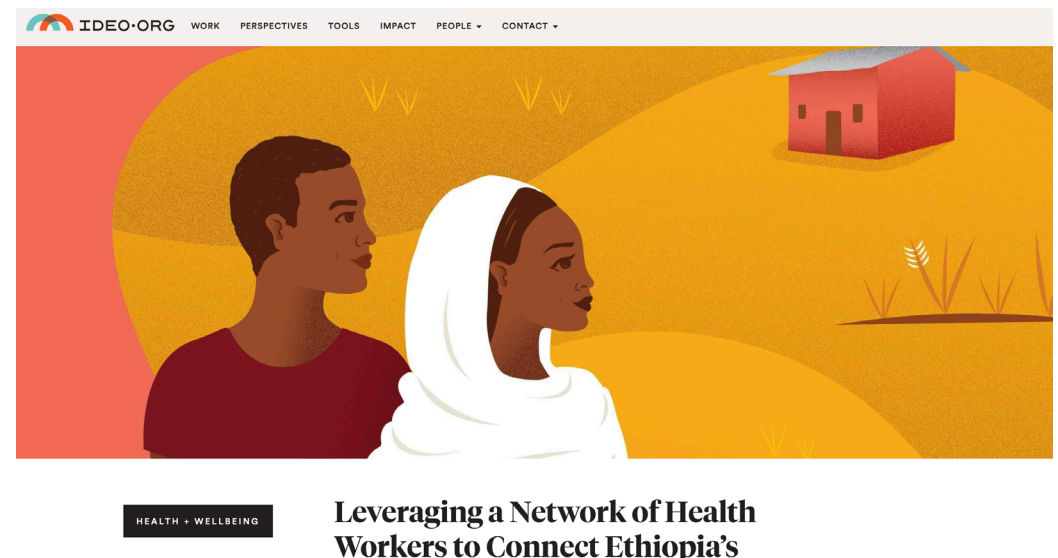 IDEO·ORG WORK PERSPECTIVES TOOLS IMPACT PEOPLE CONTACT
HEALTH + WELLBEING
Leveraging a Network of Health
Workers to Connect Ethiopia's